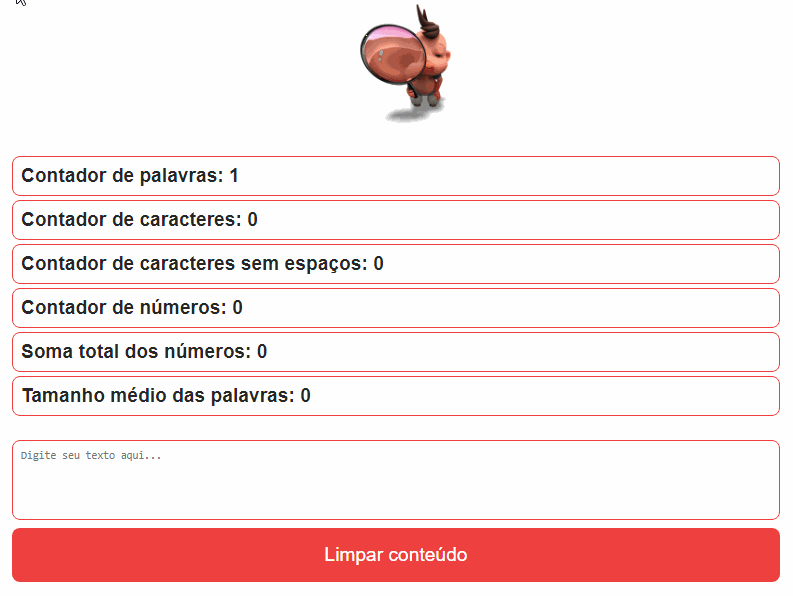 Contador de palavras: 1
Contador de caracteres: 0
Contador de caracteres sem espaços: 0
Contador de números: 0
Soma total dos números: 0
Tamanho médio das palavras: 0
Digite seu texto aqui...
Limpar conteúdo